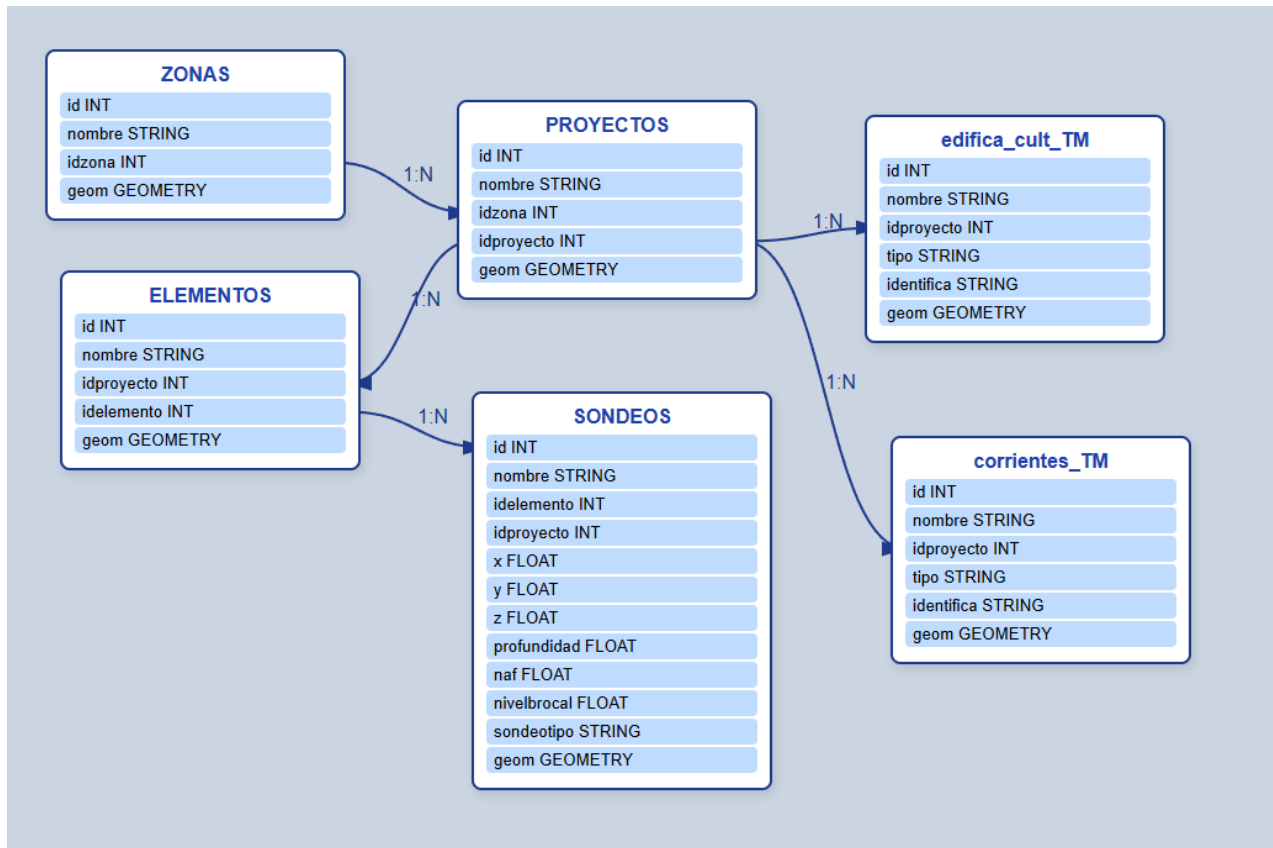 ZONAS
id INT
nombre STRING
idzona INT
geom GEOMETRY
1:N
PROYECTOS
id INT
nombre STRING
idzona INT
idproyecto INT
geom GEOMETRY
1:N
edifica_cult_TM
id INT
nombre STRING
idproyecto INT
tipo STRING
identifica STRING
geom GEOMETRY
1:N
ELEMENTOS
id INT
nombre STRING
idproyecto INT
idelemento INT
geom GEOMETRY
1:N
SONDEOS
id INT
nombre STRING
idelemento INT
idproyecto INT
x FLOAT
y FLOAT
z FLOAT
profundidad FLOAT
naf FLOAT
nivelbrocal FLOAT
sondeotipo STRING
geom GEOMETRY
1:N
corrientes_TM
id INT
nombre STRING
idproyecto INT
tipo STRING
identifica STRING
geom GEOMETRY